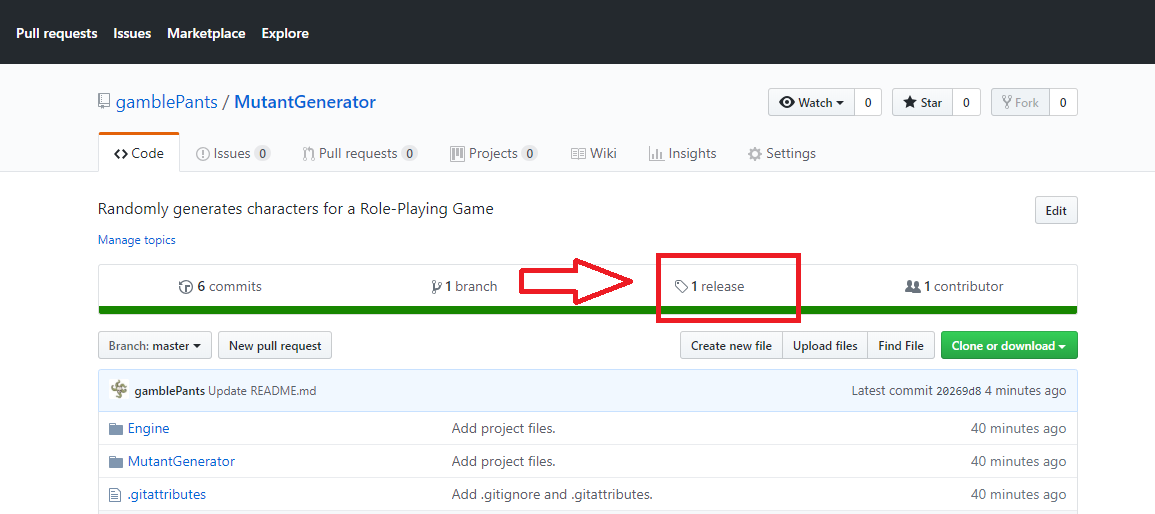 Pull requests Issues Marketplace Explore
gamblePants / MutantGenerator
Watch 0 Star 0 Fork 0
Code Issues 0 Pull requests 0 Projects 0 Wiki Insights Settings
Randomly generates characters for a Role-Playing Game
Edit
Manage topics
6 commits 1 branch 1 release 1 contributor
Branch: master New pull request Create new file Upload files Find File Clone or download
gamblePants Update README.md Latest commit 20269d8 4 minutes ago
Engine Add project files. 40 minutes ago
MutantGenerator Add project files. 40 minutes ago
.gitattributes Add .gitignore and .gitattributes. 40 minutes ago